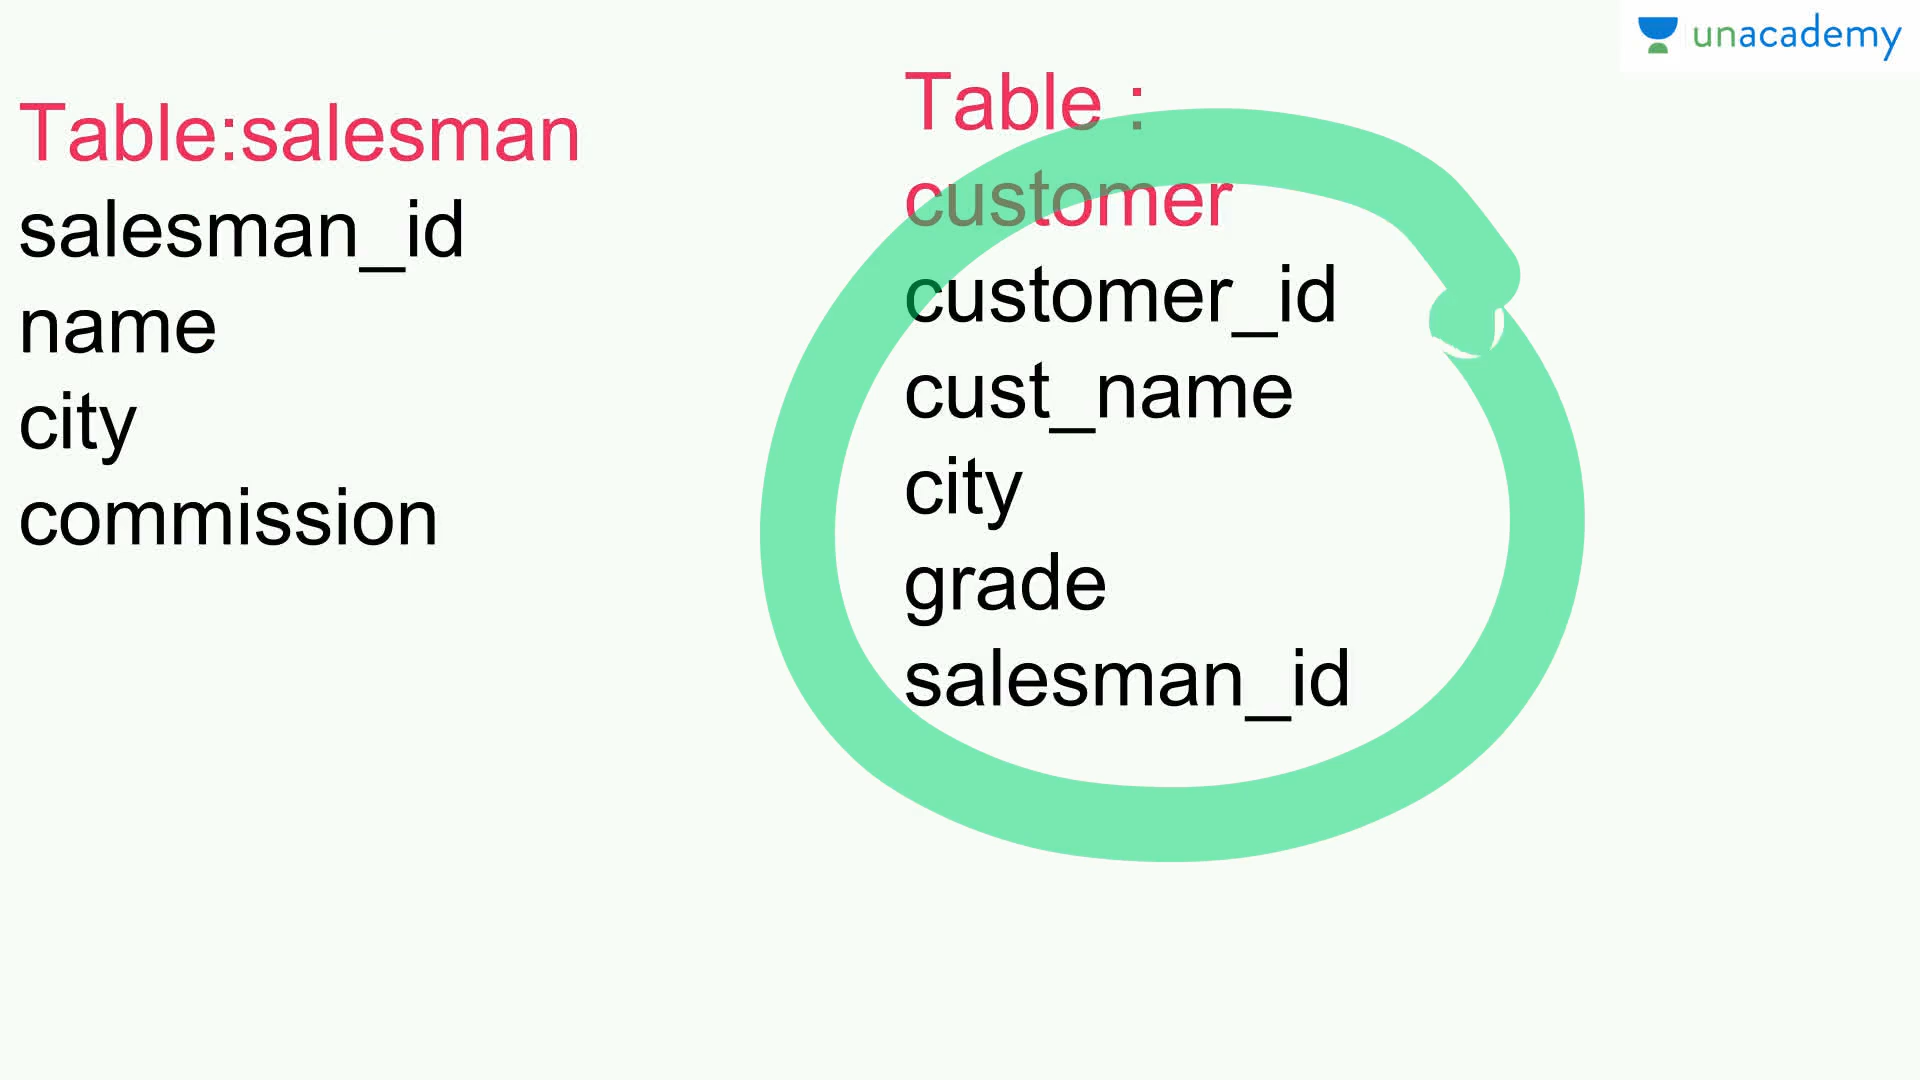 unacademy
Table:salesman
salesman_id
name
city
commission
Table :
customer
customer_id
cust_name
city
grade
salesman_id